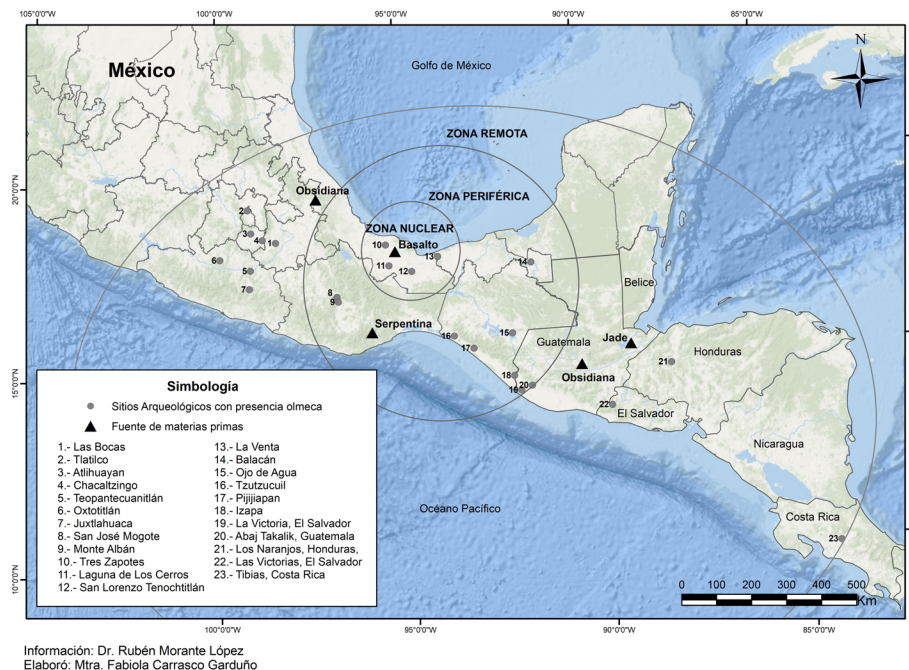 105°0'0"W 100°0'0"W 95°0'0"W 90°0'0"W 85°0'0"W
N
México
Golfo de México
ZONA REMOTA
20°0'0"N
20°0'0"N
Obsidiana
ZONA PERIFÉRICA
2
3
4
1
ZONA NUCLEAR
10
Basalto
13
6
5
11
12
14
7
8
9
Belice
Serpentina
16
15
17
Guatemala
Jade
Honduras
21
Obsidiana
15°0'0"N
15°0'0"N
18
20
19
22
El Salvador
Nicaragua
Costa Rica
23
Océano Pacífico
Simbología
Sitios Arqueológicos con presencia olmeca
Fuente de materias primas
1.- Las Bocas
2.- Tlatilco
3.- Atlihuayan
4.- Chacaltzingo
5.- Teopantecuanitlán
6.- Oxtotitlán
7.- Juxtlahuaca
8.- San José Mogote
9.- Monte Albán
10.- Tres Zapotes
11.- Laguna de Los Cerros
12.- San Lorenzo Tenochtitlán
13.- La Venta
14.- Balacán
15.- Ojo de Agua
16.- Tzutzucuil
17.- Pijijiapan
18.- Izapa
19.- La Victoria, El Salvador
20.- Abaj Takalik, Guatemala
21.- Los Naranjos, Honduras,
22.- Las Victorias, El Salvador
23.- Tibias, Costa Rica
10°0'0"N
10°0'0"N
0 100 200 300 400 500
Km
100°0'0"W 95°0'0"W 90°0'0"W 85°0'0"W
Información: Dr. Rubén Morante López
Elaboró: Mtra. Fabiola Carrasco Garduño